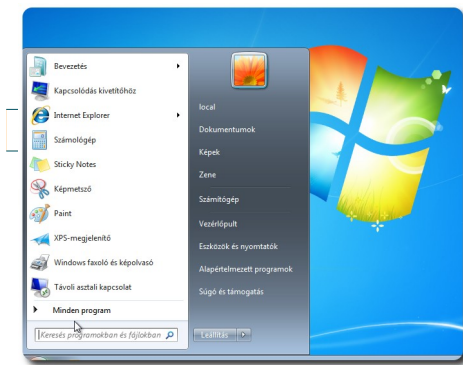 Bevezetés
Kapcsolódás kivetítőhöz
Internet Explorer
Számológép
Sticky Notes
Képmetsző
Paint
XPS-megjelenítő
Windows faxoló és képolvasó
Távoli asztali kapcsolat
Minden program
Keresés programokban és fájlokban
local
Dokumentumok
Képek
Zene
Számítógép
Vezérlőpult
Eszközök és nyomtatók
Alapértelmezett programok
Súgó és támogatás
Leállítás